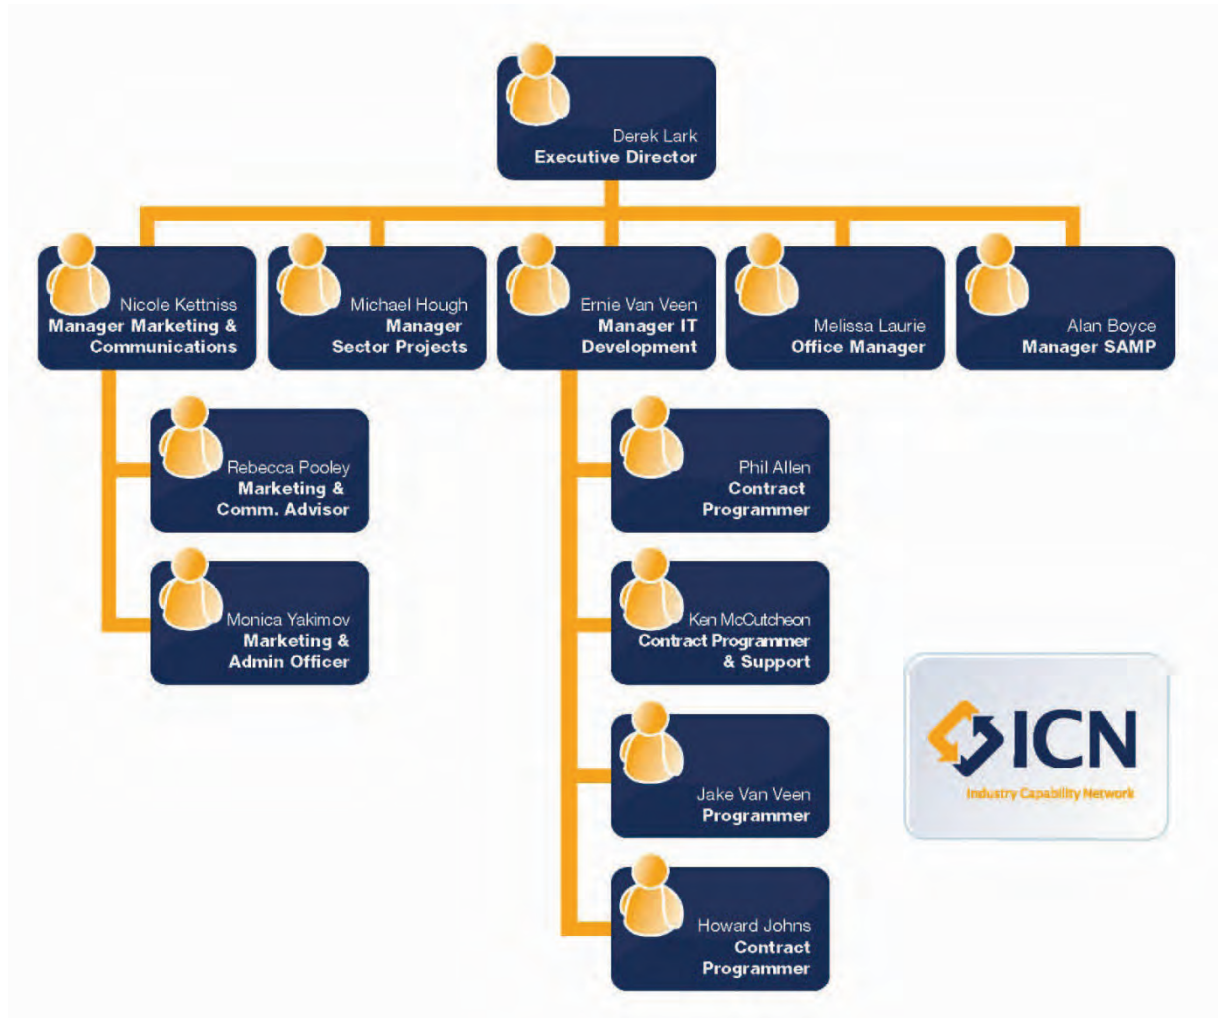 Derek Lark
Executive Director
Nicole Kettniss
Manager Marketing &
Communications
Michael Hough
Manager
Sector Projects
Ernie Van Veen
Manager IT
Development
Melissa Laurie
Office Manager
Alan Boyce
Manager SAMP
Rebecca Pooley
Marketing &
Comm. Advisor
Monica Yakimov
Marketing &
Admin Officer
Phil Allen
Contract
Programmer
Ken McCutcheon
Contract Programmer
& Support
Jake Van Veen
Programmer
Howard Johns
Contract
Programmer
ICN
Industry Capability Network